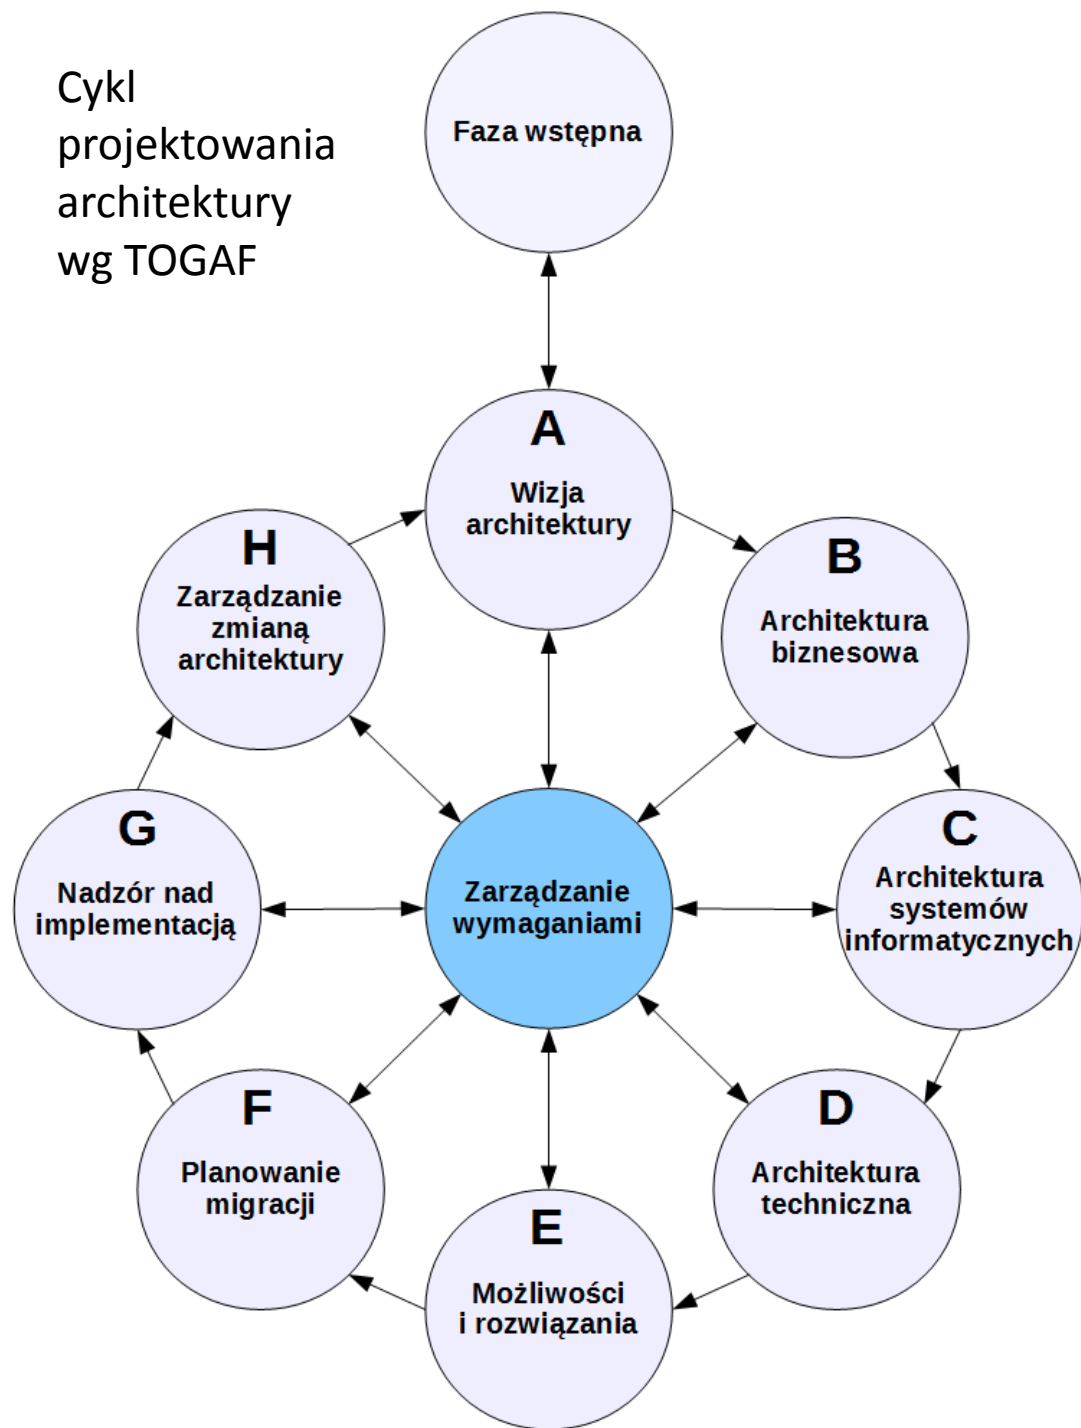 Cykl
projektowania
architektury
wg TOGAF
Faza wstępna
A
Wizja
architektury
B
Architektura
biznesowa
C
Architektura
systemów
informatycznych
D
Architektura
techniczna
E
Możliwości
i rozwiązania
F
Planowanie
migracji
G
Nadzór nad
implementacją
H
Zarządzanie
zmianą
architektury
Zarządzanie
wymaganiami